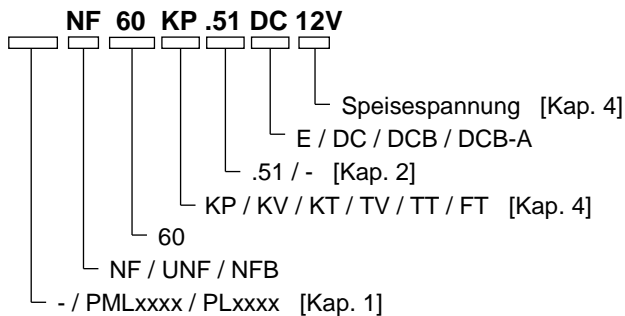 NF 60 KP .51 DC 12V
Speisespannung [Kap. 4]
E / DC / DCB / DCB-A
.51 / - [Kap. 2]
KP / KV / KT / TV / TT / FT [Kap. 4]
60
NF / UNF / NFB
- / PMLxxxx / PLxxxx [Kap. 1]